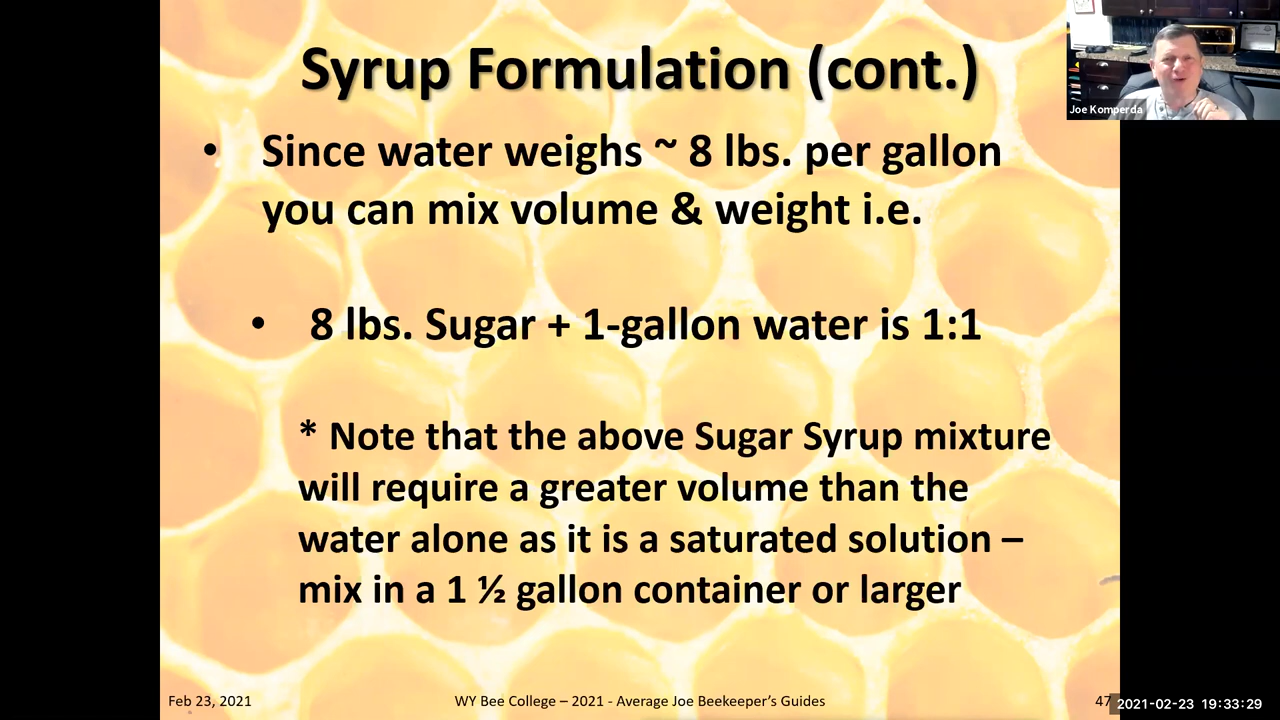 Syrup Formulation (cont.)
Joe Komperda
• Since water weighs ~ 8 lbs. per gallon
you can mix volume & weight i.e.
• 8 lbs. Sugar + 1-gallon water is 1:1
* Note that the above Sugar Syrup mixture
will require a greater volume than the
water alone as it is a saturated solution –
mix in a 1 ½ gallon container or larger
Feb 23, 2021
WY Bee College – 2021 - Average Joe Beekeeper's Guides
47
2021-02-23 19:33:29